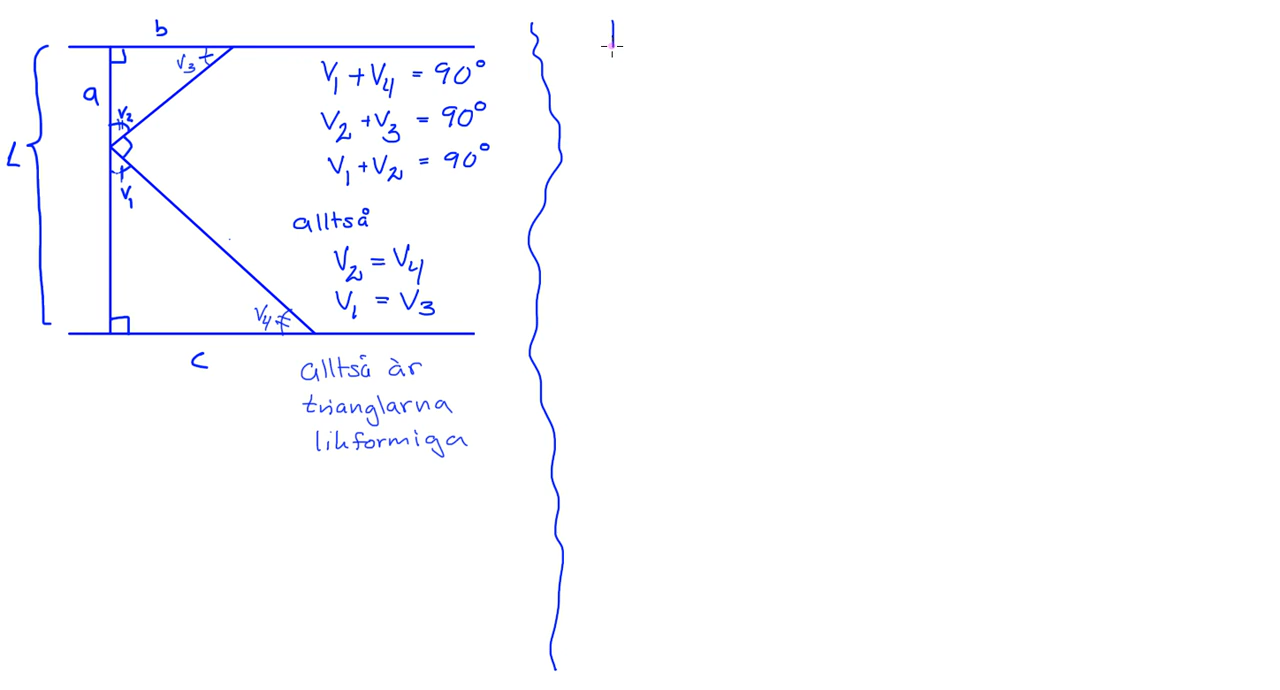 b
V₃
a
V₂
L
V₁
V₄
c
V₁ + V₄ = 90°
V₂ + V₃ = 90°
V₁ + V₂ = 90°
alltså
V₂ = V₄
V₁ = V₃
alltså är
trianglarna
likformiga